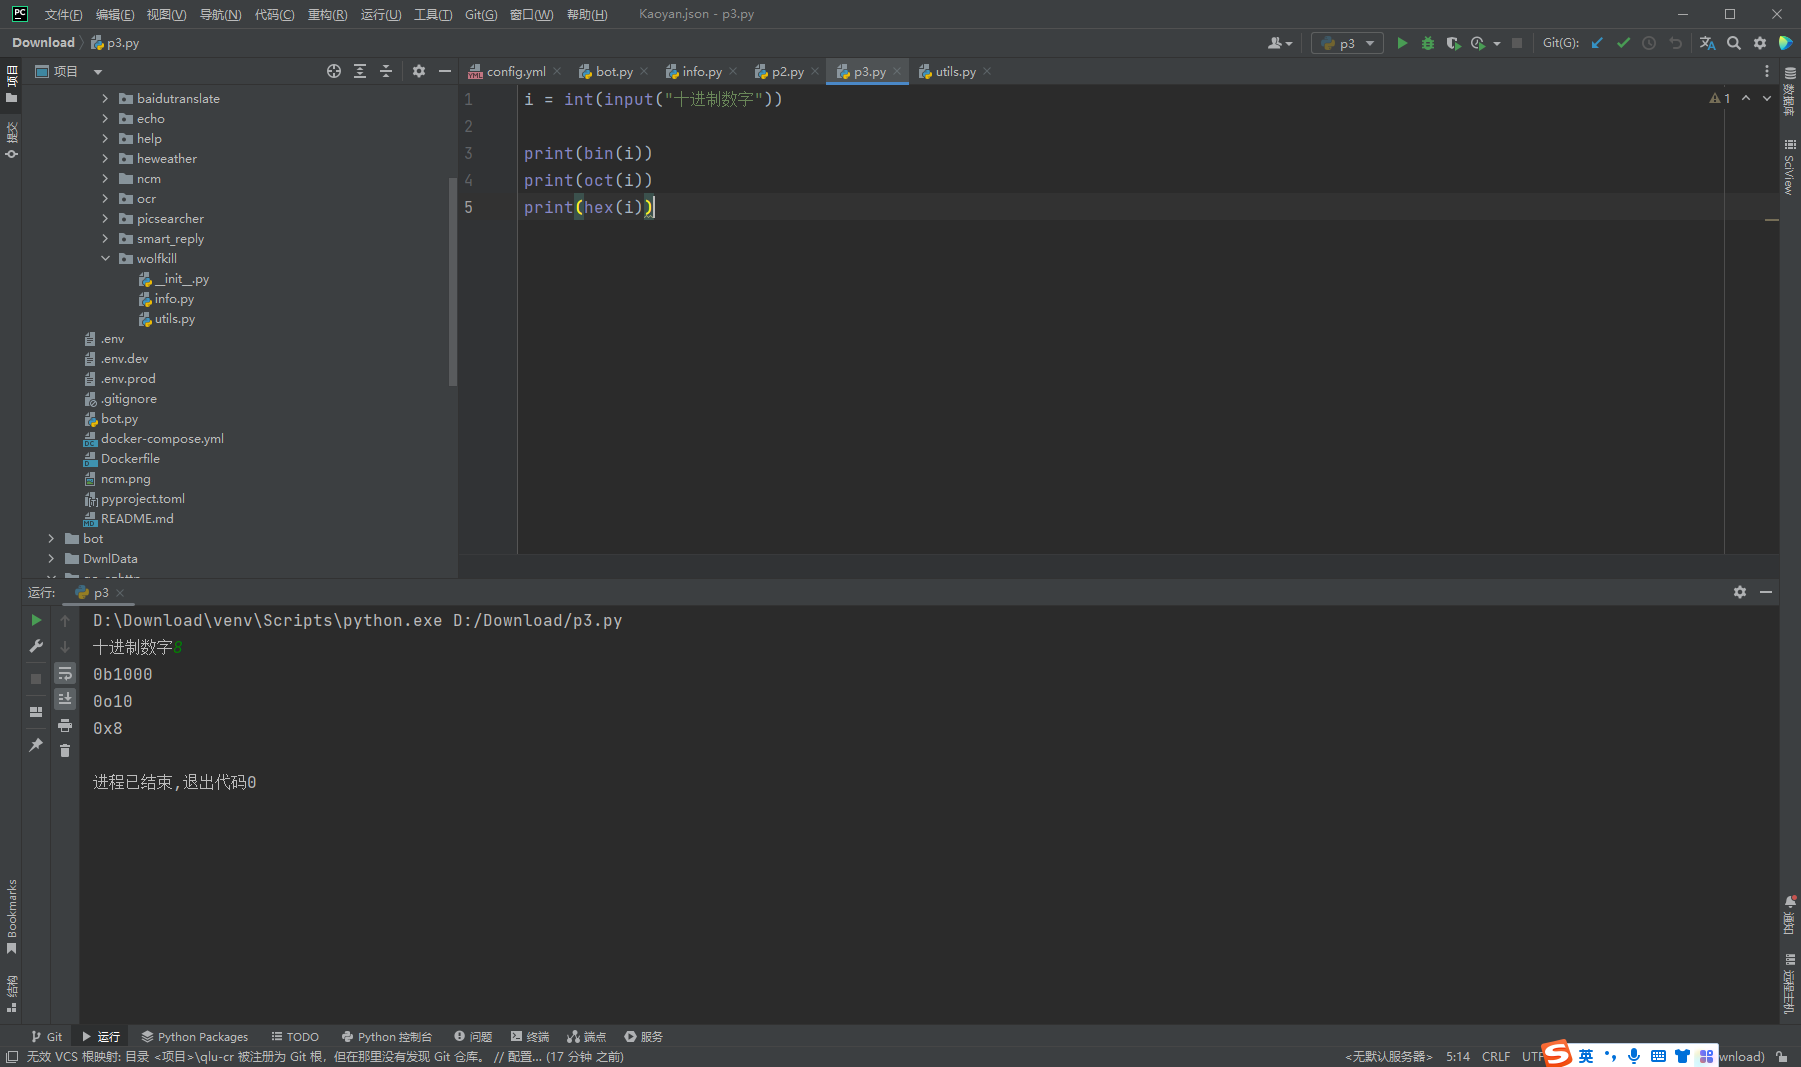 PC 文件(F) 编辑(E) 视图(V) 导航(N) 代码(C) 重构(R) 运行(U) 工具(T) Git(G) 窗口(W) 帮助(H) Kaoyan.json - p3.py
Download p3.py p3 Git(G):
项目
config.yml bot.py info.py p2.py p3.py utils.py
项目
提交
baidutranslate
echo
help
heweather
ncm
ocr
picsearcher
smart_reply
wolfkill
__init__.py
info.py
utils.py
.env
.env.dev
.env.prod
.gitignore
bot.py
docker-compose.yml
Dockerfile
ncm.png
pyproject.toml
README.md
bot
DwnlData
1 i = int(input("十进制数字"))
2
3 print(bin(i))
4 print(oct(i))
5 print(hex(i))
1
数据库
SciView
运行: p3
D:\Download\venv\Scripts\python.exe D:/Download/p3.py
十进制数字8
0b1000
0o10
0x8
进程已结束,退出代码0
Bookmarks
结构
通知
远程主机
Git 运行 Python Packages TODO Python 控制台 问题 终端 端点 服务
无效 VCS 根映射: 目录 <项目>\qlu-cr 被注册为 Git 根，但在那里没有发现 Git 仓库。 // 配置... (17 分钟 之前) <无默认服务器> 5:14 CRLF UTF 英 wnload)